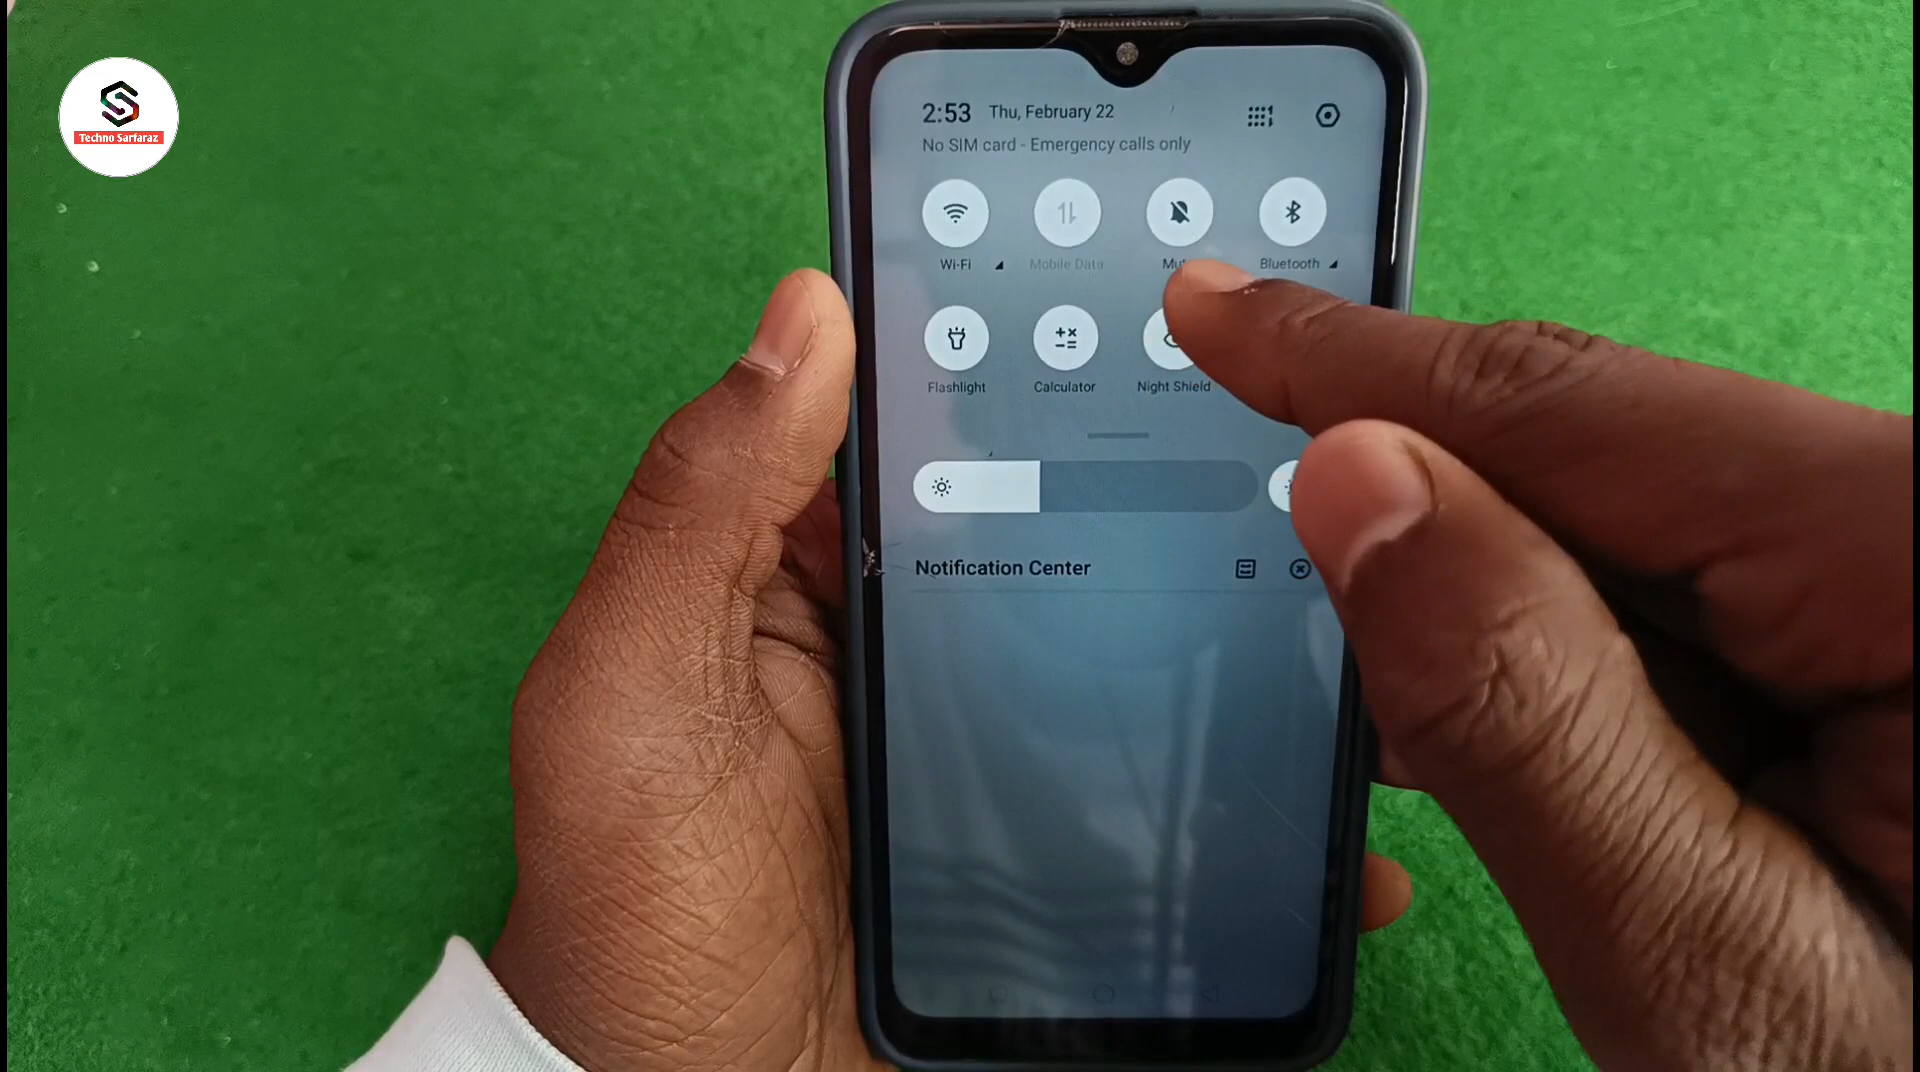 Techno Sarfaraz
2:53 Thu, February 22
No SIM card - Emergency calls only
Wi-Fi Mobile Data Bluetooth
Flashlight Calculator Night Shield
Notification Center